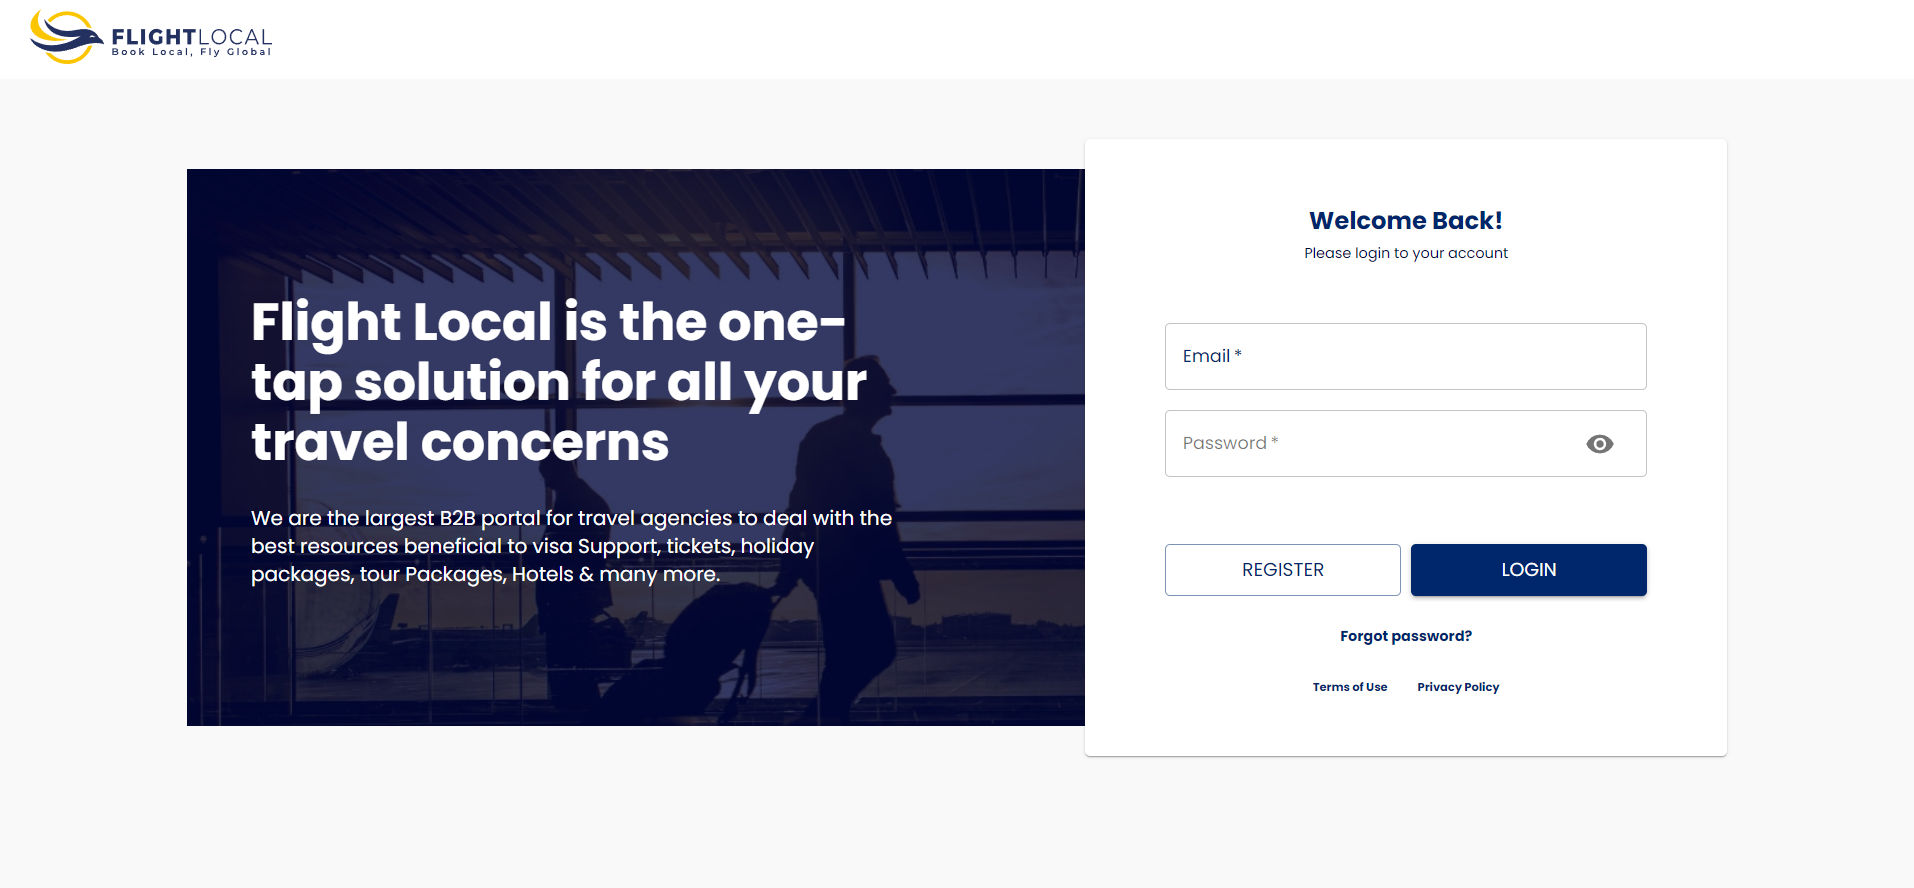 FLIGHTLOCAL
Book Local, Fly Global
Flight Local is the one-
tap solution for all your
travel concerns
We are the largest B2B portal for travel agencies to deal with the
best resources beneficial to visa Support, tickets, holiday
packages, tour Packages, Hotels & many more.
Welcome Back!
Please login to your account
Email *
Password *
REGISTER
LOGIN
Forgot password?
Terms of Use
Privacy Policy